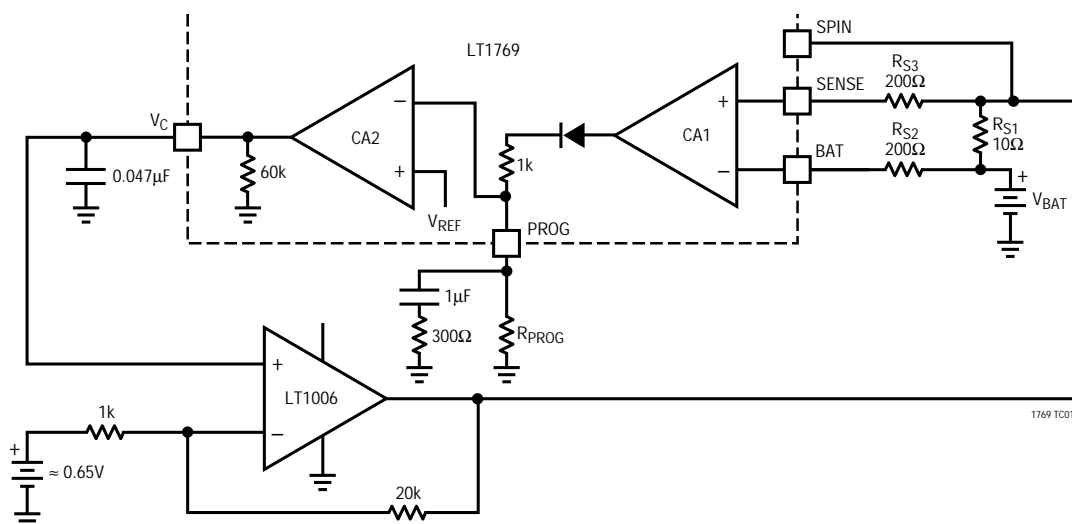 SPIN
LT1769
SENSE
R_S3
200Ω
R_S1
10Ω
+
CA1
−
BAT
R_S2
200Ω
+
V_BAT
V_C
0.047µF
60k
−
CA2
+
V_REF
1k
PROG
1µF
300Ω
R_PROG
+
LT1006
−
1k
+
≈ 0.65V
20k
1769 TC01